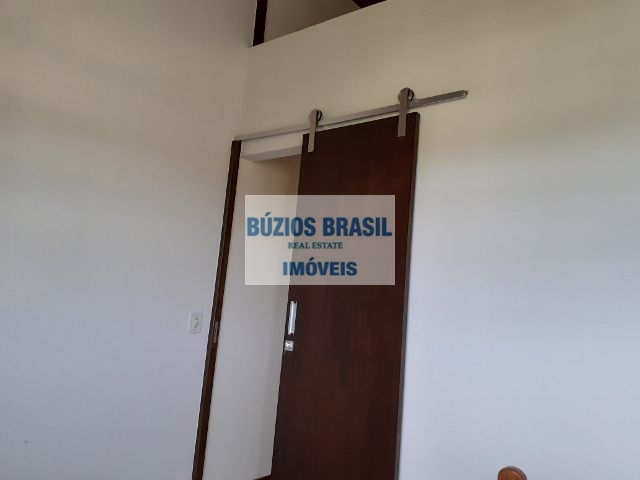 BÚZIOS BRASIL
REAL ESTATE
IMÓVEIS